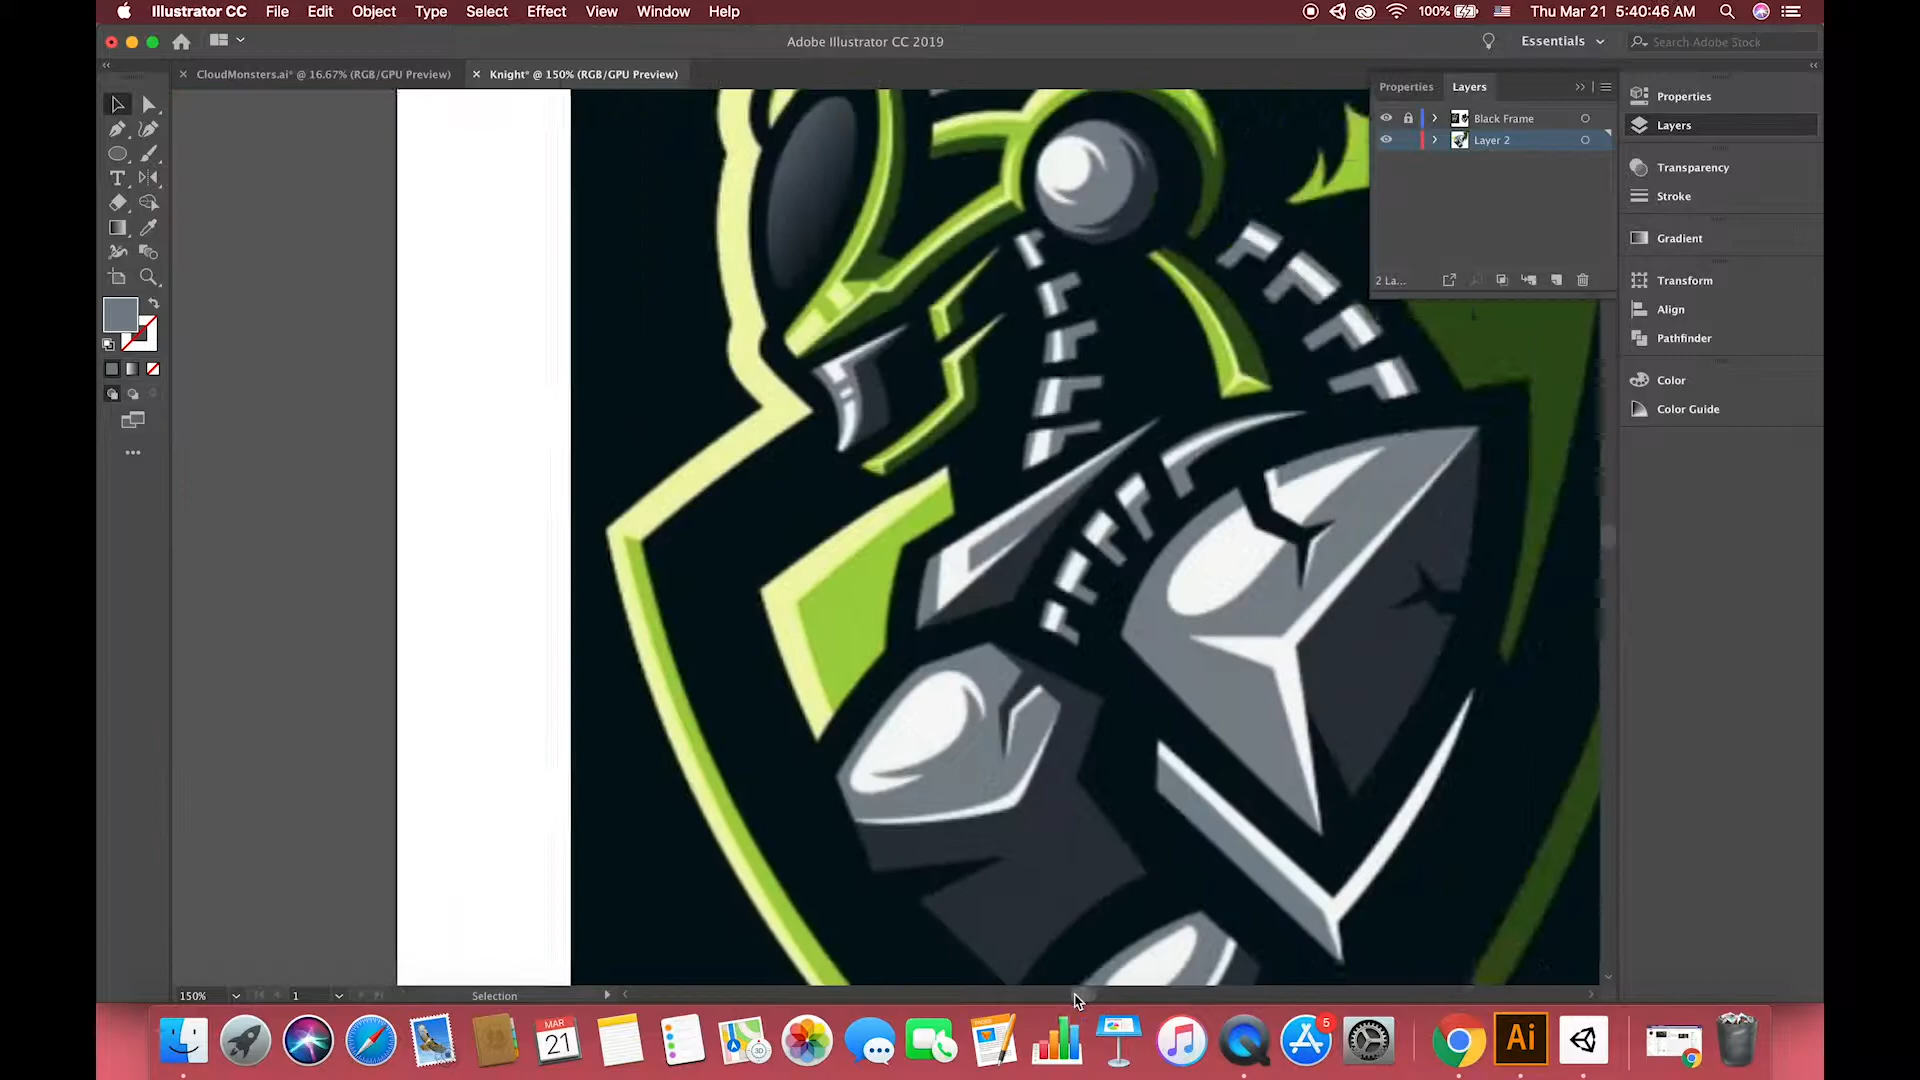 Illustrator CC File Edit Object Type Select Effect View Window Help
100% Thu Mar 21 5:40:46 AM
Adobe Illustrator CC 2019
Essentials
Search Adobe Stock
CloudMonsters.ai* @ 16.67% (RGB/GPU Preview)
Knight* @ 150% (RGB/GPU Preview)
Properties Layers
Black Frame
Layer 2
2 La...
Properties
Layers
Transparency
Stroke
Gradient
Transform
Align
Pathfinder
Color
Color Guide
150% 1 Selection
MAR
21
3D
5
Ai